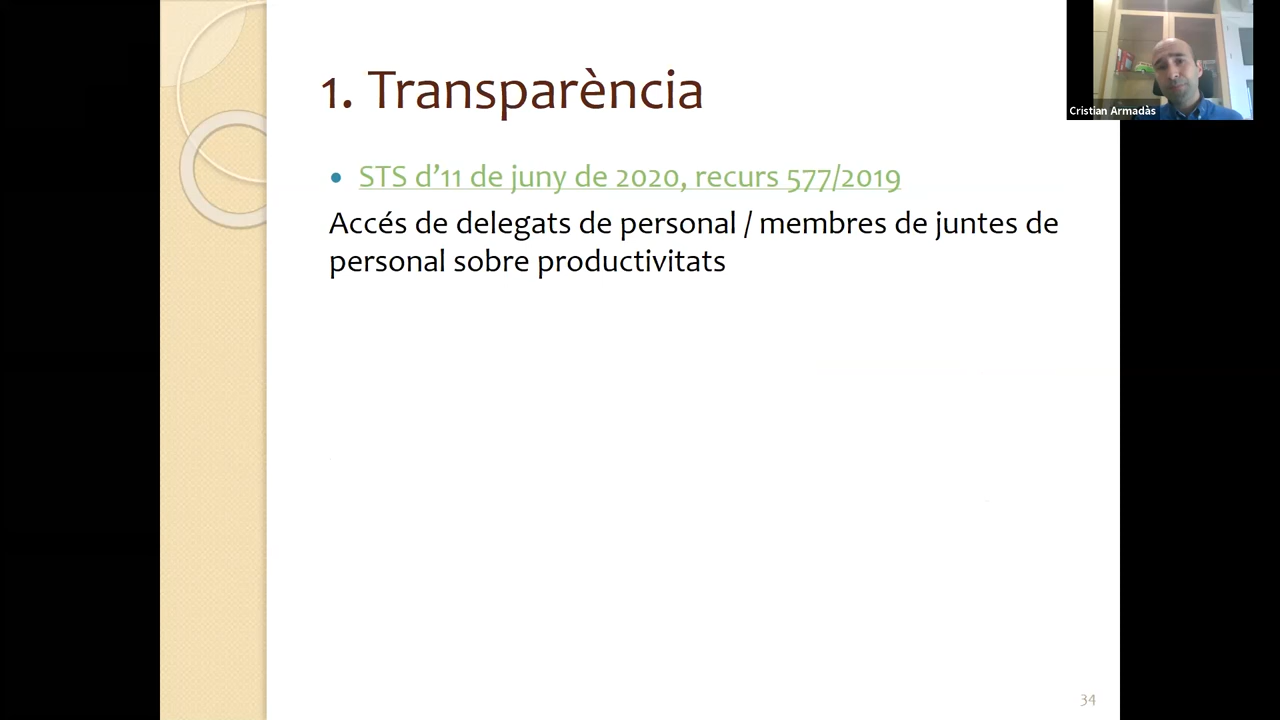 1. Transparència
Cristian Armadàs
• STS d’11 de juny de 2020, recurs 577/2019
Accés de delegats de personal / membres de juntes de
personal sobre productivitats
34